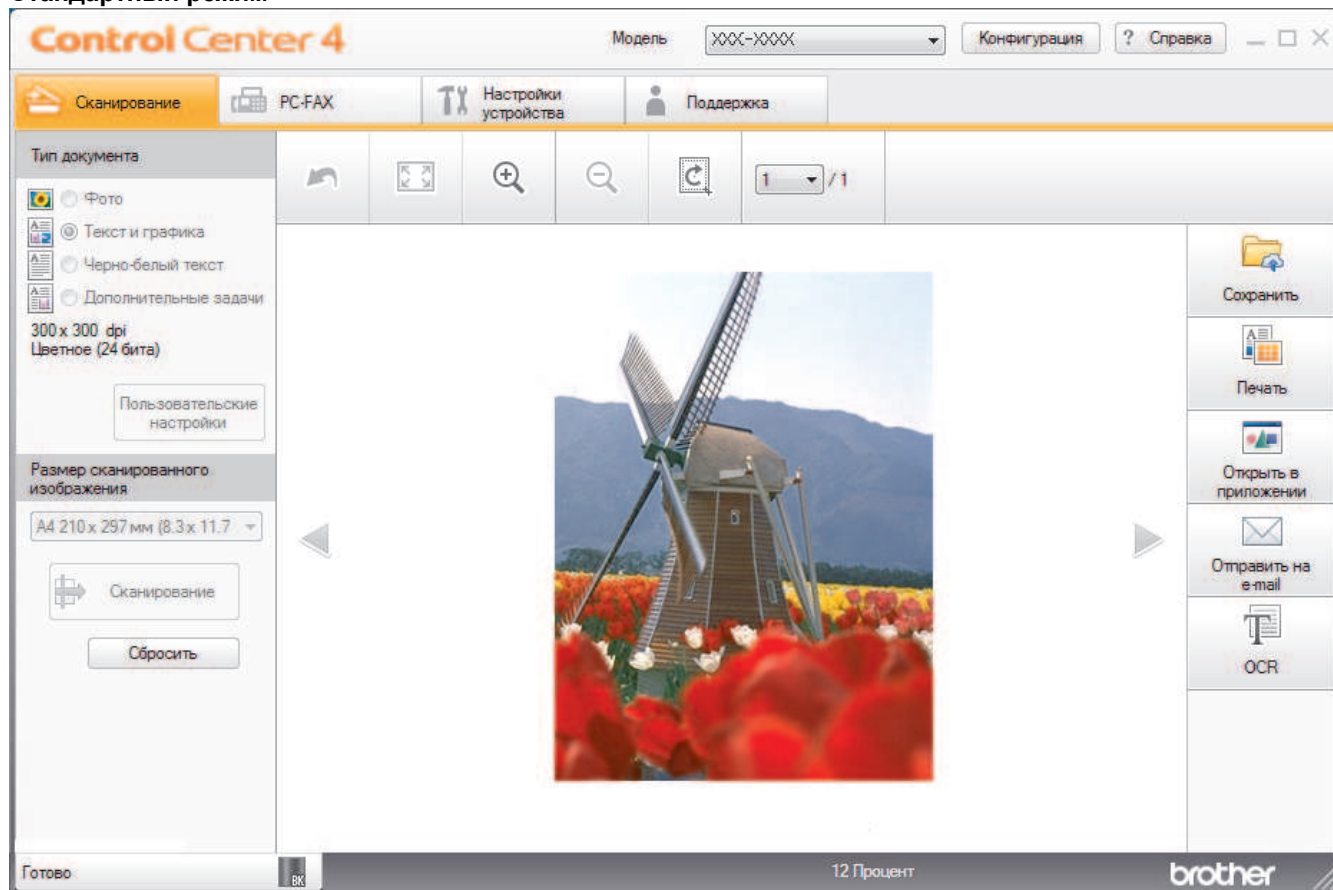 Стандартный режим
Control Center 4
Модель
XXX-XXXX
Конфигурация
? Справка
Сканирование
PC-FAX
Настройки
устройства
Поддержка
Тип документа
1
/ 1
Фото
Текст и графика
Черно-белый текст
Дополнительные задачи
300 x 300 dpi
Цветное (24 бита)
Пользовательские
настройки
Размер сканированного
изображения
A4 210 x 297 мм (8.3 x 11.7
Сканирование
Сбросить
Сохранить
Печать
Открыть в
приложении
Отправить на
e-mail
OCR
Готово
BK
12 Процент
brother